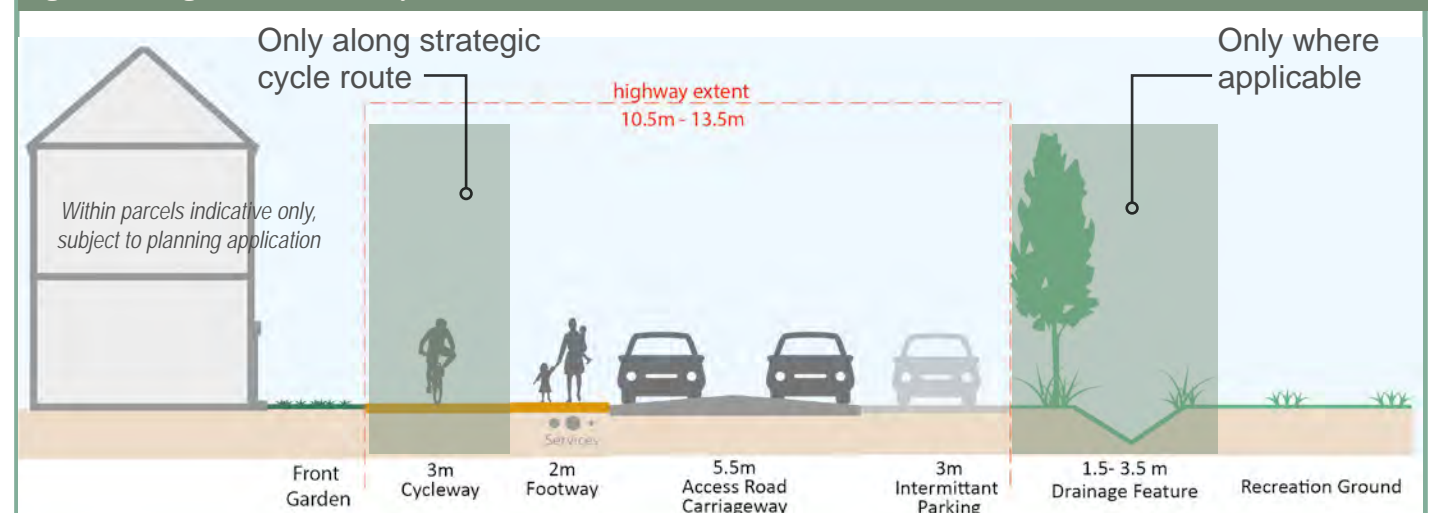 Only along strategic
cycle route
Only where
applicable
highway extent
10.5m - 13.5m
Within parcels indicative only,
subject to planning application
Services
Front
Garden
3m
Cycleway
2m
Footway
5.5m
Access Road
Carriageway
3m
Intermittant
Parking
1.5- 3.5 m
Drainage Feature
Recreation Ground